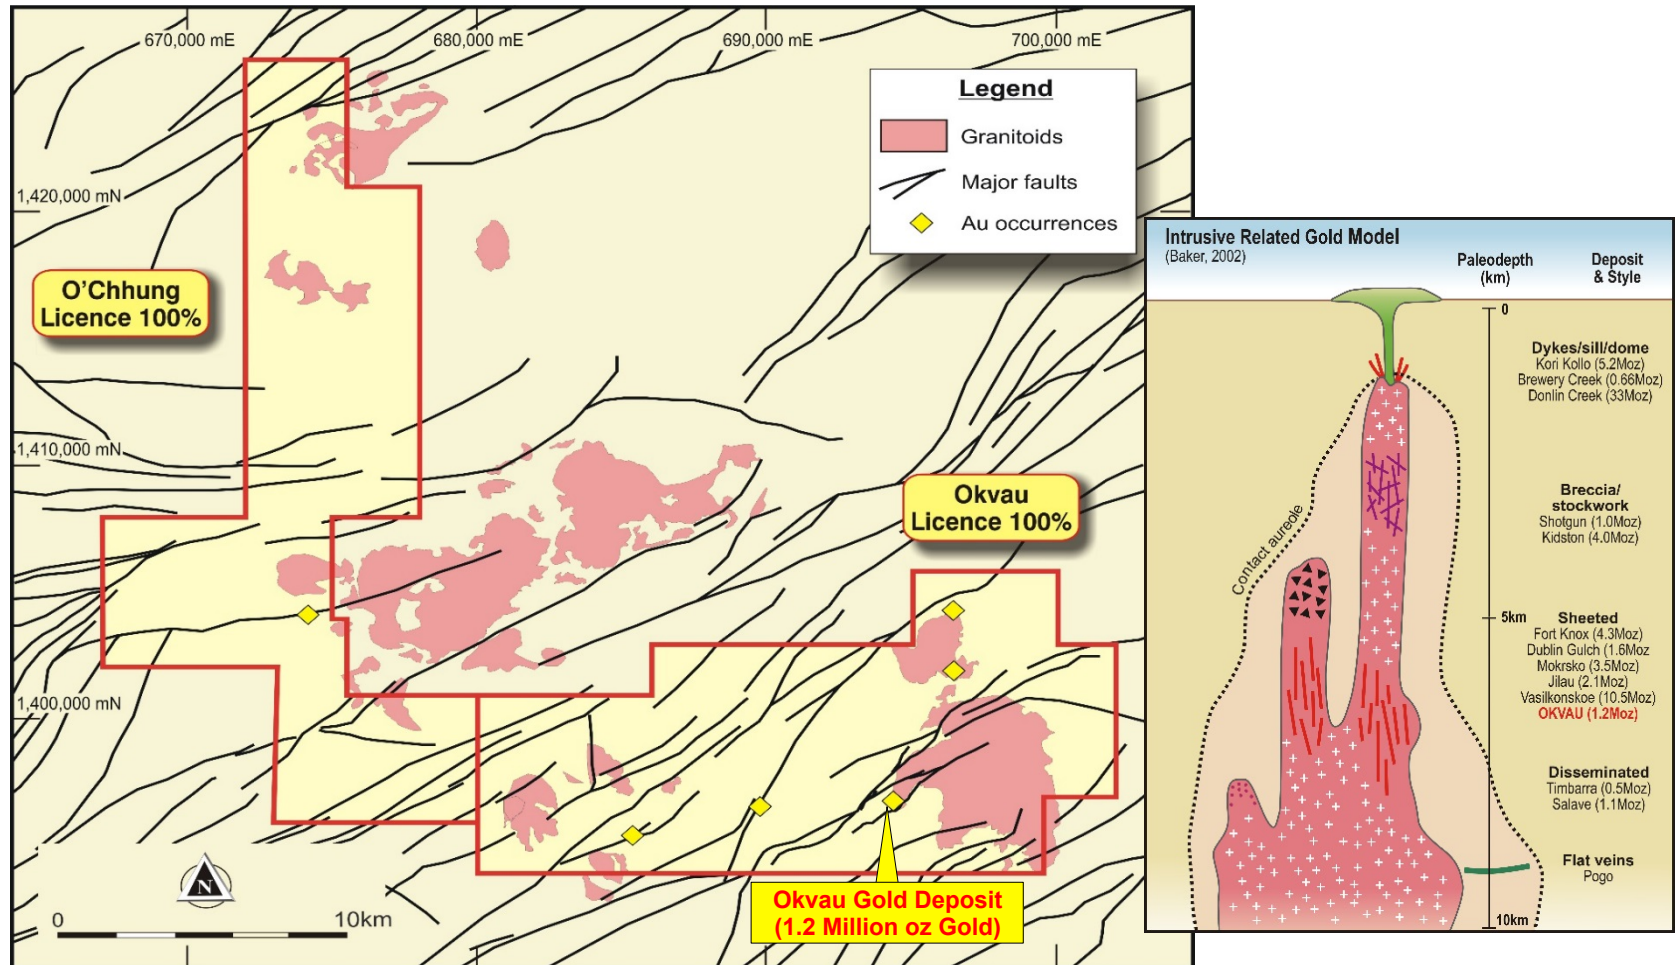 670,000 mE
680,000 mE
690,000 mE
700,000 mE
Legend
Granitoids
Major faults
Au occurrences
1,420,000 mN
O'Chhung
Licence 100%
1,410,000 mN
Okvau
Licence 100%
1,400,000 mN
N
0
10km
Okvau Gold Deposit
(1.2 Million oz Gold)
Intrusive Related Gold Model
(Baker, 2002)
Paleodepth
(km)
Deposit
& Style
0
Dykes/sill/dome
Kori Kollo (5.2Moz)
Brewery Creek (0.66Moz)
Donlin Creek (33Moz)
Breccia/
stockwork
Shotgun (1.0Moz)
Kidston (4.0Moz)
Contact aureole
5km
Sheeted
Fort Knox (4.3Moz)
Dublin Gulch (1.6Moz
Mokrsko (3.5Moz)
Jilau (2.1Moz)
Vasilkonskoe (10.5Moz)
OKVAU (1.2Moz)
Disseminated
Timbarra (0.5Moz)
Salave (1.1Moz)
Flat veins
Pogo
10km